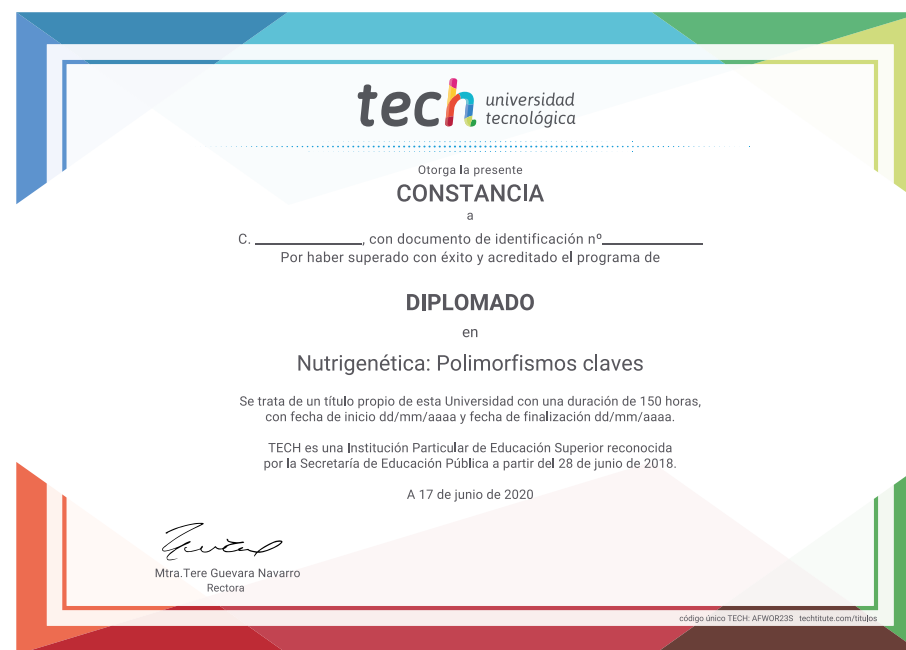 tech universidad
tecnológica
Otorga la presente
CONSTANCIA
a
C. ____________, con documento de identificación nº____________
Por haber superado con éxito y acreditado el programa de
DIPLOMADO
en
Nutrigenética: Polimorfismos claves
Se trata de un título propio de esta Universidad con una duración de 150 horas,
con fecha de inicio dd/mm/aaaa y fecha de finalización dd/mm/aaaa.
TECH es una Institución Particular de Educación Superior reconocida
por la Secretaría de Educación Pública a partir del 28 de junio de 2018.
A 17 de junio de 2020
Mtra.Tere Guevara Navarro
Rectora
código único TECH: AFWOR23S techtitute.com/titulos